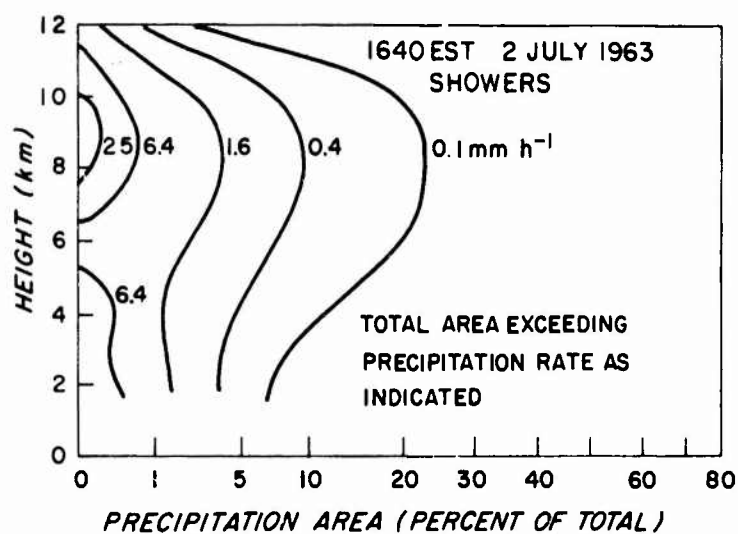 12
1640 EST 2 JULY 1963
SHOWERS
10
25 6.4 1.6 0.4 0.1 mm h⁻¹
8
HEIGHT (km)
6
6.4
4
TOTAL AREA EXCEEDING
PRECIPITATION RATE AS
INDICATED
2
0
0 1 5 10 20 30 40 60 80
PRECIPITATION AREA (PERCENT OF TOTAL)